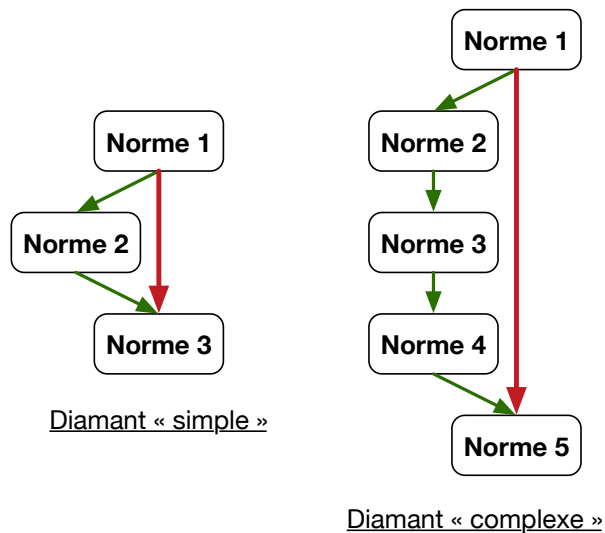 Norme 1
Norme 2
Norme 3
Diamant « simple »
Norme 1
Norme 2
Norme 3
Norme 4
Norme 5
Diamant « complexe »